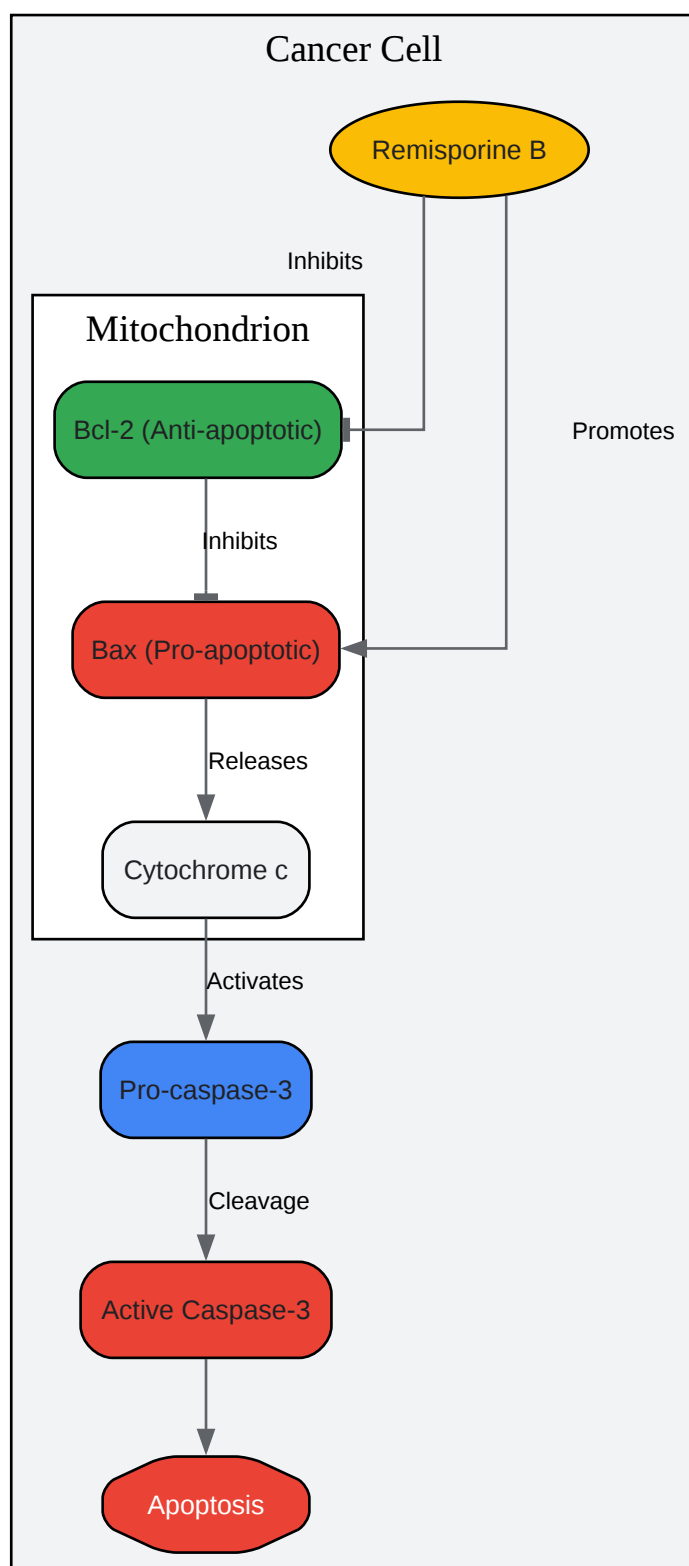 Cancer Cell
Remisporine B
Inhibits
Mitochondrion
Bcl-2 (Anti-apoptotic)
Promotes
Inhibits
Bax (Pro-apoptotic)
Releases
Cytochrome c
Activates
Pro-caspase-3
Cleavage
Active Caspase-3
Apoptosis